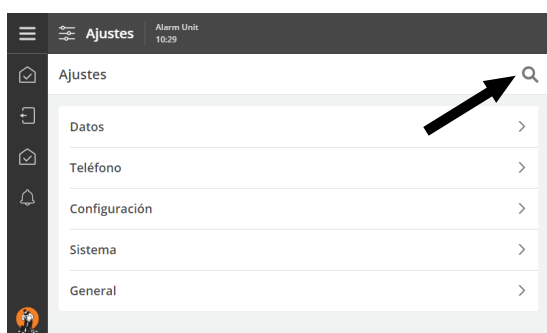 Ajustes
Alarm Unit
10:29
Ajustes
Datos
Teléfono
Configuración
Sistema
General